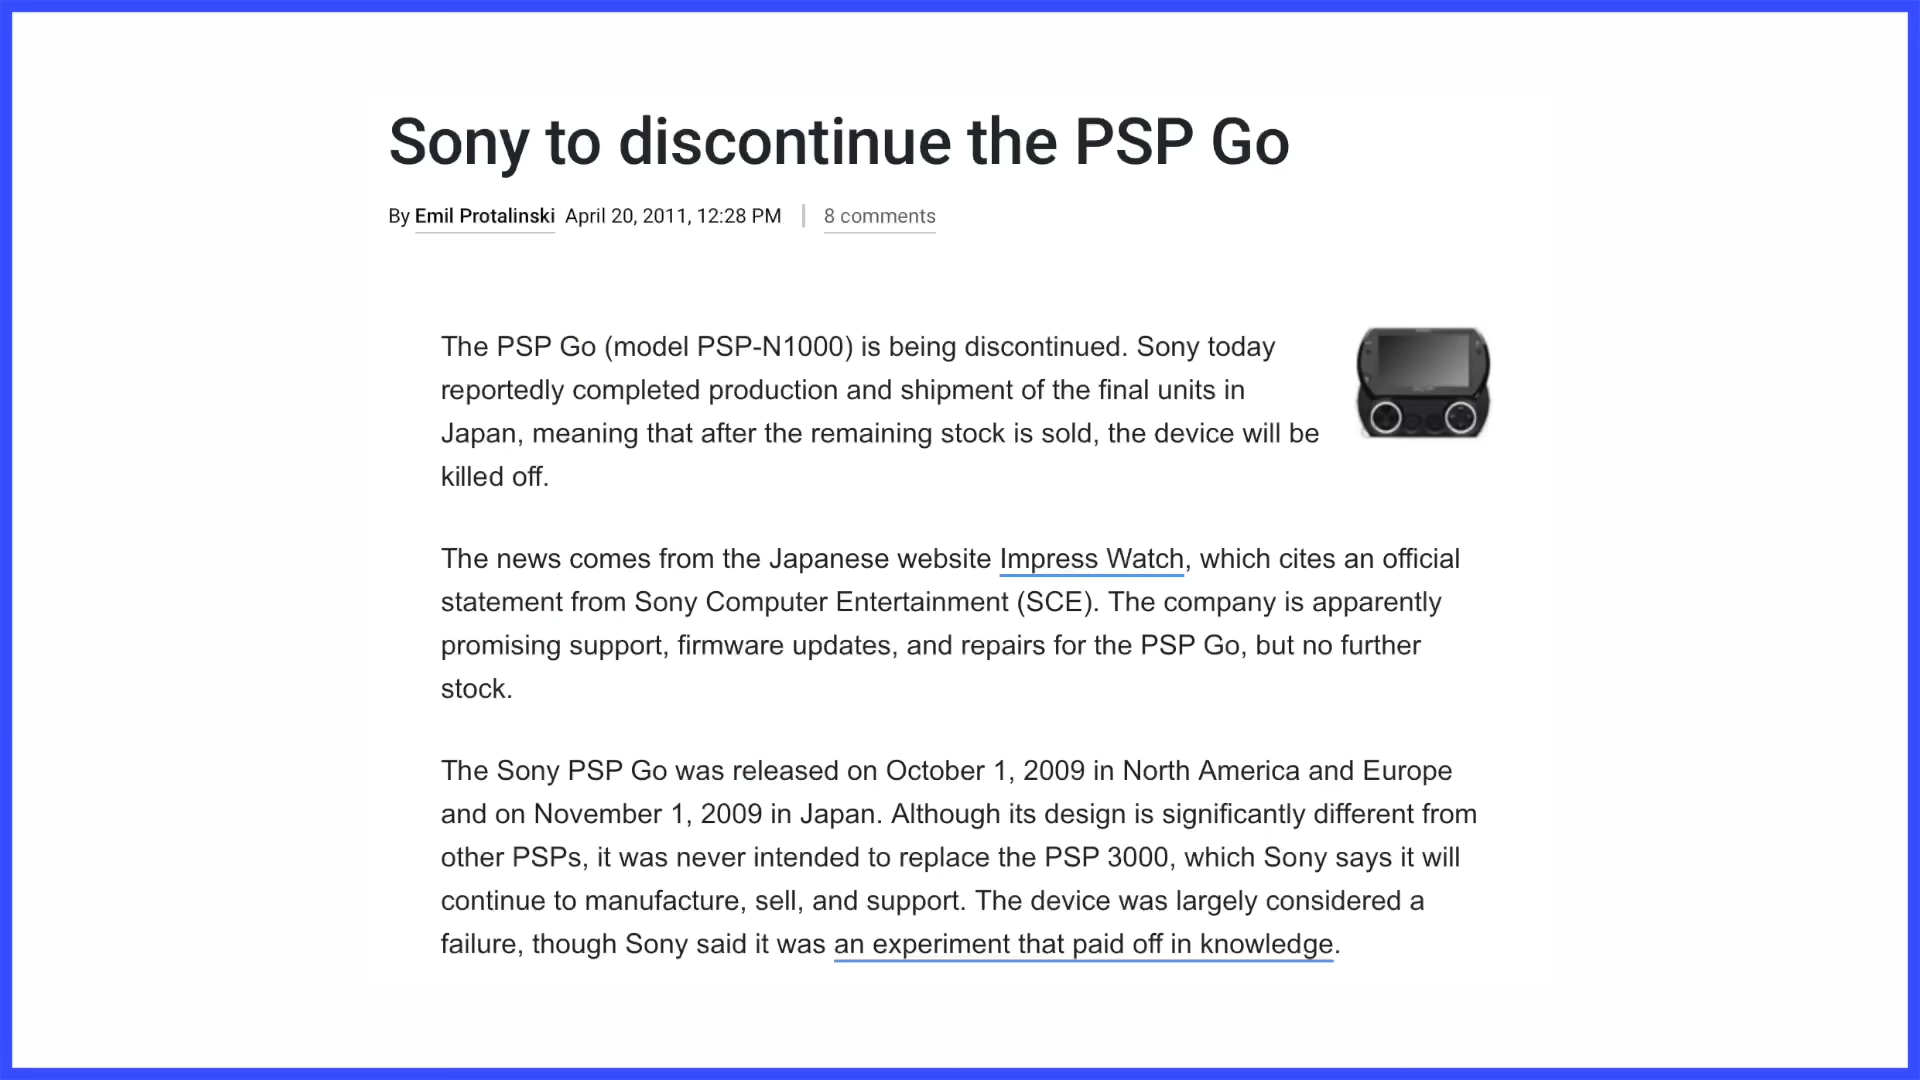 Sony to discontinue the PSP Go
By Emil Protalinski April 20, 2011, 12:28 PM | 8 comments
The PSP Go (model PSP-N1000) is being discontinued. Sony today
reportedly completed production and shipment of the final units in
Japan, meaning that after the remaining stock is sold, the device will be
killed off.
The news comes from the Japanese website Impress Watch, which cites an official
statement from Sony Computer Entertainment (SCE). The company is apparently
promising support, firmware updates, and repairs for the PSP Go, but no further
stock.
The Sony PSP Go was released on October 1, 2009 in North America and Europe
and on November 1, 2009 in Japan. Although its design is significantly different from
other PSPs, it was never intended to replace the PSP 3000, which Sony says it will
continue to manufacture, sell, and support. The device was largely considered a
failure, though Sony said it was an experiment that paid off in knowledge.